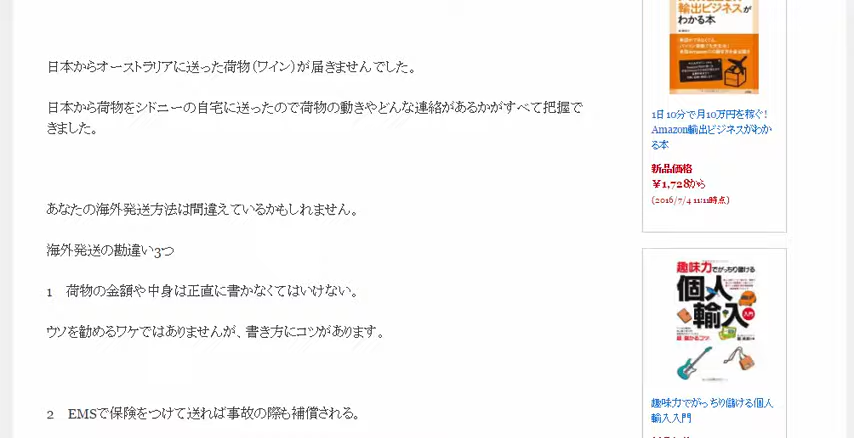 日本からオーストラリアに送った荷物（ワイン）が届きませんでした。
日本から荷物をシドニーの自宅に送ったので荷物の動きやどんな連絡があるかがすべて把握で
きました。
あなたの海外発送方法は間違えているかもしれません。
海外発送の勘違い3つ
1　荷物の金額や中身は正直に書かなくてはいけない。
ウソを勧めるワケではありませんが、書き方にコツがあります。
2　EMSで保険をつけて送れば事故の際も補償される。
輸出ビジネスが
わかる本
1日10分で月10万円を稼ぐ!
Amazon輸出ビジネスがわか
る本
新品価格
￥1,728から
(2016/7/4 11:11時点)
趣味力でがっちり儲ける
個人
輸入
入門
趣味力でがっちり儲ける個人
輸入入門